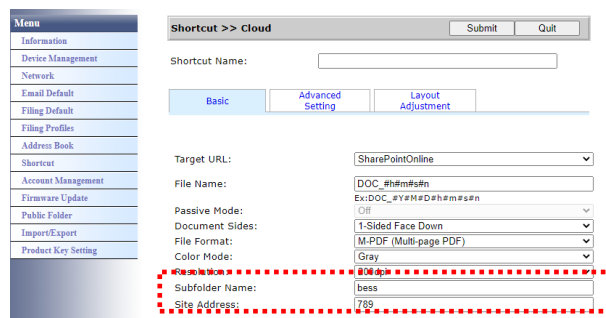 Menu
Information
Device Management
Network
Email Default
Filing Default
Filing Profiles
Address Book
Shortcut
Account Management
Firmware Update
Public Folder
Import/Export
Product Key Setting
Shortcut >> Cloud Submit Quit
Shortcut Name:
Basic Advanced Setting Layout Adjustment
Target URL: SharePointOnline
File Name: DOC_#h#m#s#n
Ex:DOC_#Y#M#D#h#m#s#n
Passive Mode: Off
Document Sides: 1-Sided Face Down
File Format: M-PDF (Multi-page PDF)
Color Mode: Gray
Resolution: 200dpi
Subfolder Name: bess
Site Address: 789